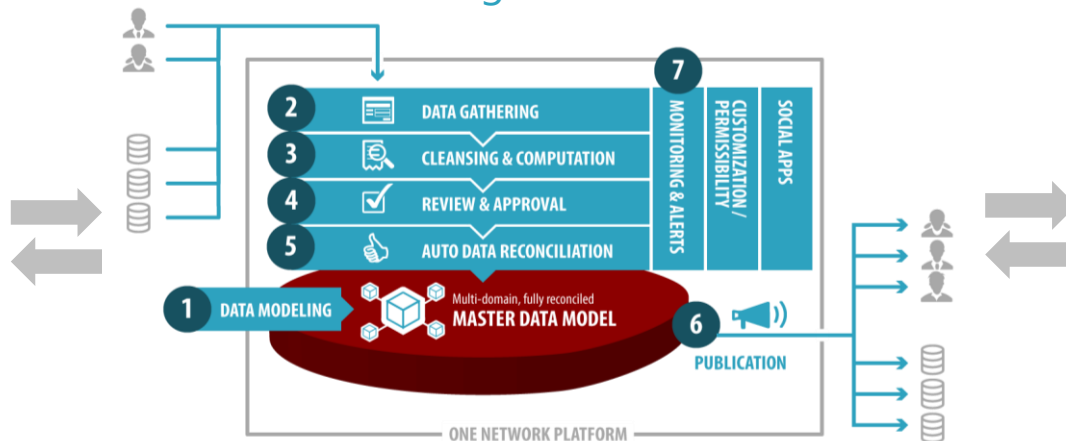 7
2 DATA GATHERING
3 CLEANSING & COMPUTATION
4 REVIEW & APPROVAL
5 AUTO DATA RECONCILIATION
MONITORING & ALERTS
CUSTOMIZATION /
PERMISSIBILITY
SOCIAL APPS
1 DATA MODELING
Multi-domain, fully reconciled
MASTER DATA MODEL
6
PUBLICATION
ONE NETWORK PLATFORM